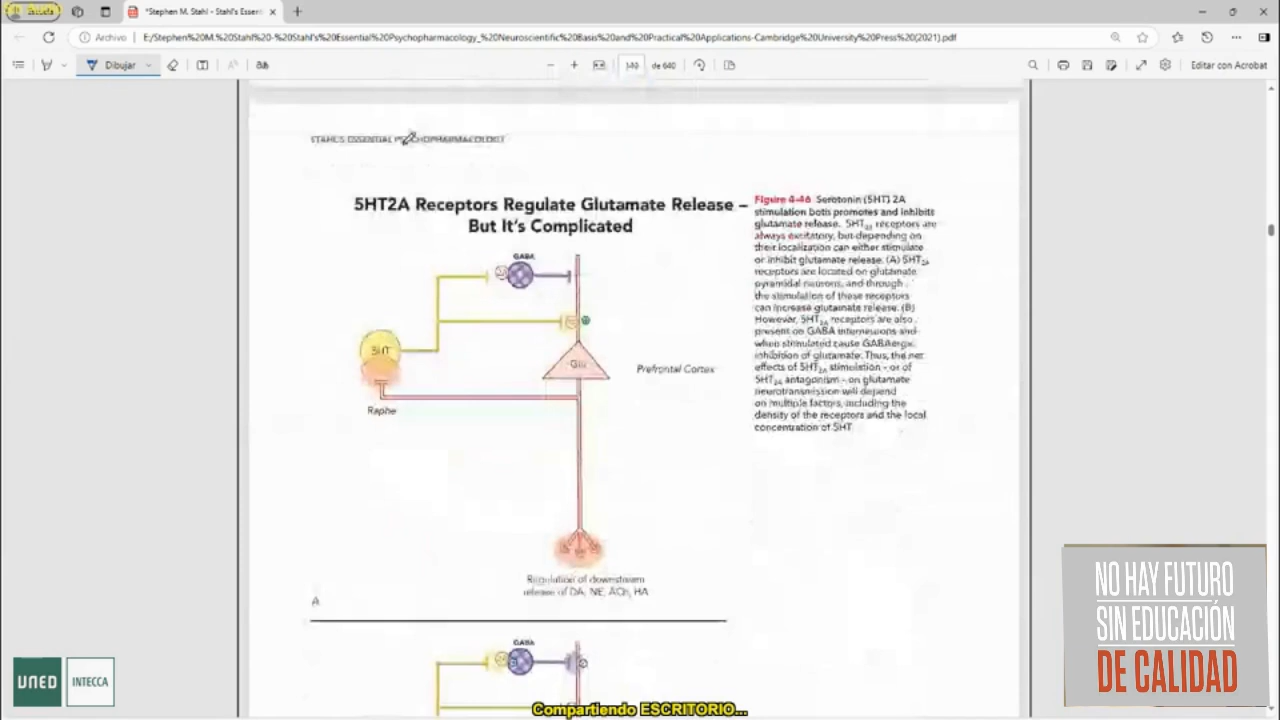 *Stephen M. Stahl - Stahl's Essen
Archivo
E:/Stephen%20M.%20Stahl%20-%20Stahl's%20Essential%20Psychopharmacology_%20Neuroscientific%20Basis%20and%20Practical%20Applications-Cambridge%20University%20Press%20(2021).pdf
Dibujar
140 de 640
Editar con Acrobat
STAHL'S ESSENTIAL PSYCHOPHARMACOLOGY
5HT2A Receptors Regulate Glutamate Release –
But It's Complicated
Figure 4-46 Serotonin (5HT) 2A
stimulation both promotes and inhibits
glutamate release. 5HT2A receptors are
always excitatory, but depending on
their localization can either stimulate
or inhibit glutamate release. (A) 5HT2A
receptors are located on glutamate
pyramidal neurons, and through
the stimulation of these receptors
can increase glutamate release. (B)
However, 5HT2A receptors are also
present on GABA interneurons and
when stimulated cause GABAergic
inhibition of glutamate. Thus, the net
effects of 5HT2A stimulation – or of
5HT2A antagonism – on glutamate
neurotransmission will depend
on multiple factors, including the
density of the receptors and the local
concentration of 5HT
GABA
5HT
Glu
Prefrontal Cortex
Raphe
Regulation of downstream
release of DA, NE, ACh, HA
A
GABA
NO HAY FUTURO
SIN EDUCACIÓN
DE CALIDAD
UNED
INTECCA
Compartiendo ESCRITORIO...